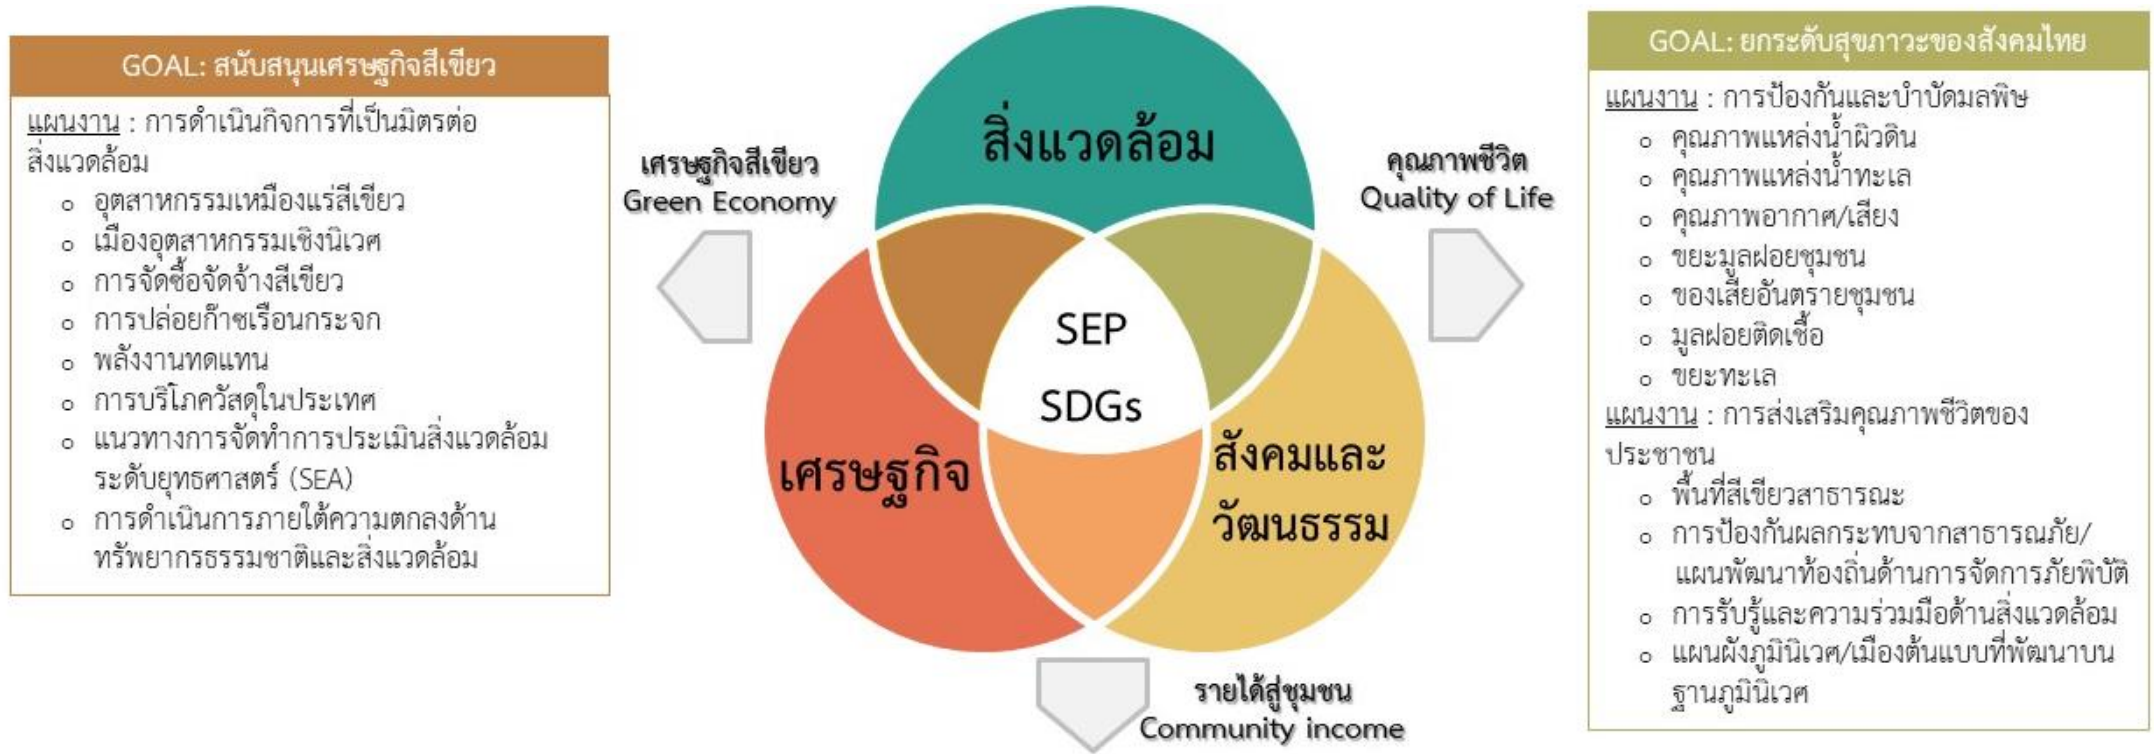 GOAL: สนับสนุนเศรษฐกิจสีเขียว
แผนงาน : การดำเนินกิจการที่เป็นมิตรต่อ
สิ่งแวดล้อม
o อุตสาหกรรมเหมืองแร่สีเขียว
o เมืองอุตสาหกรรมเชิงนิเวศ
o การจัดซื้อจัดจ้างสีเขียว
o การปล่อยก๊าซเรือนกระจก
o พลังงานทดแทน
o การบริโภควัสดุในประเทศ
o แนวทางการจัดทำการประเมินสิ่งแวดล้อม
ระดับยุทธศาสตร์ (SEA)
o การดำเนินการภายใต้ความตกลงด้าน
ทรัพยากรธรรมชาติและสิ่งแวดล้อม
เศรษฐกิจสีเขียว
Green Economy
สิ่งแวดล้อม
SEP
SDGs
เศรษฐกิจ
สังคมและ
วัฒนธรรม
คุณภาพชีวิต
Quality of Life
รายได้สู่ชุมชน
Community income
GOAL: ยกระดับสุขภาวะของสังคมไทย
แผนงาน : การป้องกันและบำบัดมลพิษ
o คุณภาพแหล่งน้ำผิวดิน
o คุณภาพแหล่งน้ำทะเล
o คุณภาพอากาศ/เสียง
o ขยะมูลฝอยชุมชน
o ของเสียอันตรายชุมชน
o มูลฝอยติดเชื้อ
o ขยะทะเล
แผนงาน : การส่งเสริมคุณภาพชีวิตของ
ประชาชน
o พื้นที่สีเขียวสาธารณะ
o การป้องกันผลกระทบจากสาธารณภัย/
แผนพัฒนาท้องถิ่นด้านการจัดการภัยพิบัติ
o การรับรู้และความร่วมมือด้านสิ่งแวดล้อม
o แผนผังภูมินิเวศ/เมืองต้นแบบที่พัฒนาบน
ฐานภูมินิเวศ